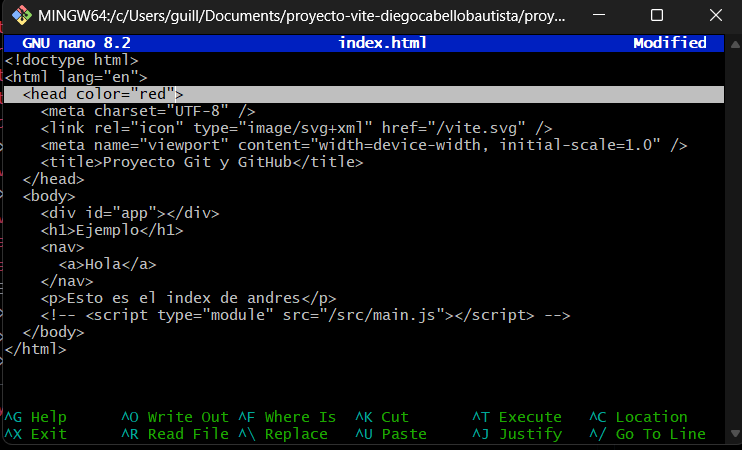 MINGW64:/c/Users/guill/Documents/proyecto-vite-diegocabellobautista/proy...
GNU nano 8.2 index.html Modified
<!doctype html>
<html lang="en">
  <head color="red">
    <meta charset="UTF-8" />
    <link rel="icon" type="image/svg+xml" href="/vite.svg" />
    <meta name="viewport" content="width=device-width, initial-scale=1.0" />
    <title>Proyecto Git y GitHub</title>
  </head>
  <body>
    <div id="app"></div>
    <h1>Ejemplo</h1>
    <nav>
      <a>Hola</a>
    </nav>
    <p>Esto es el index de andres</p>
    <!-- <script type="module" src="/src/main.js"></script> -->
  </body>
</html>
^G Help ^O Write Out ^F Where Is ^K Cut ^T Execute ^C Location
^X Exit ^R Read File ^\ Replace ^U Paste ^J Justify ^/ Go To Line